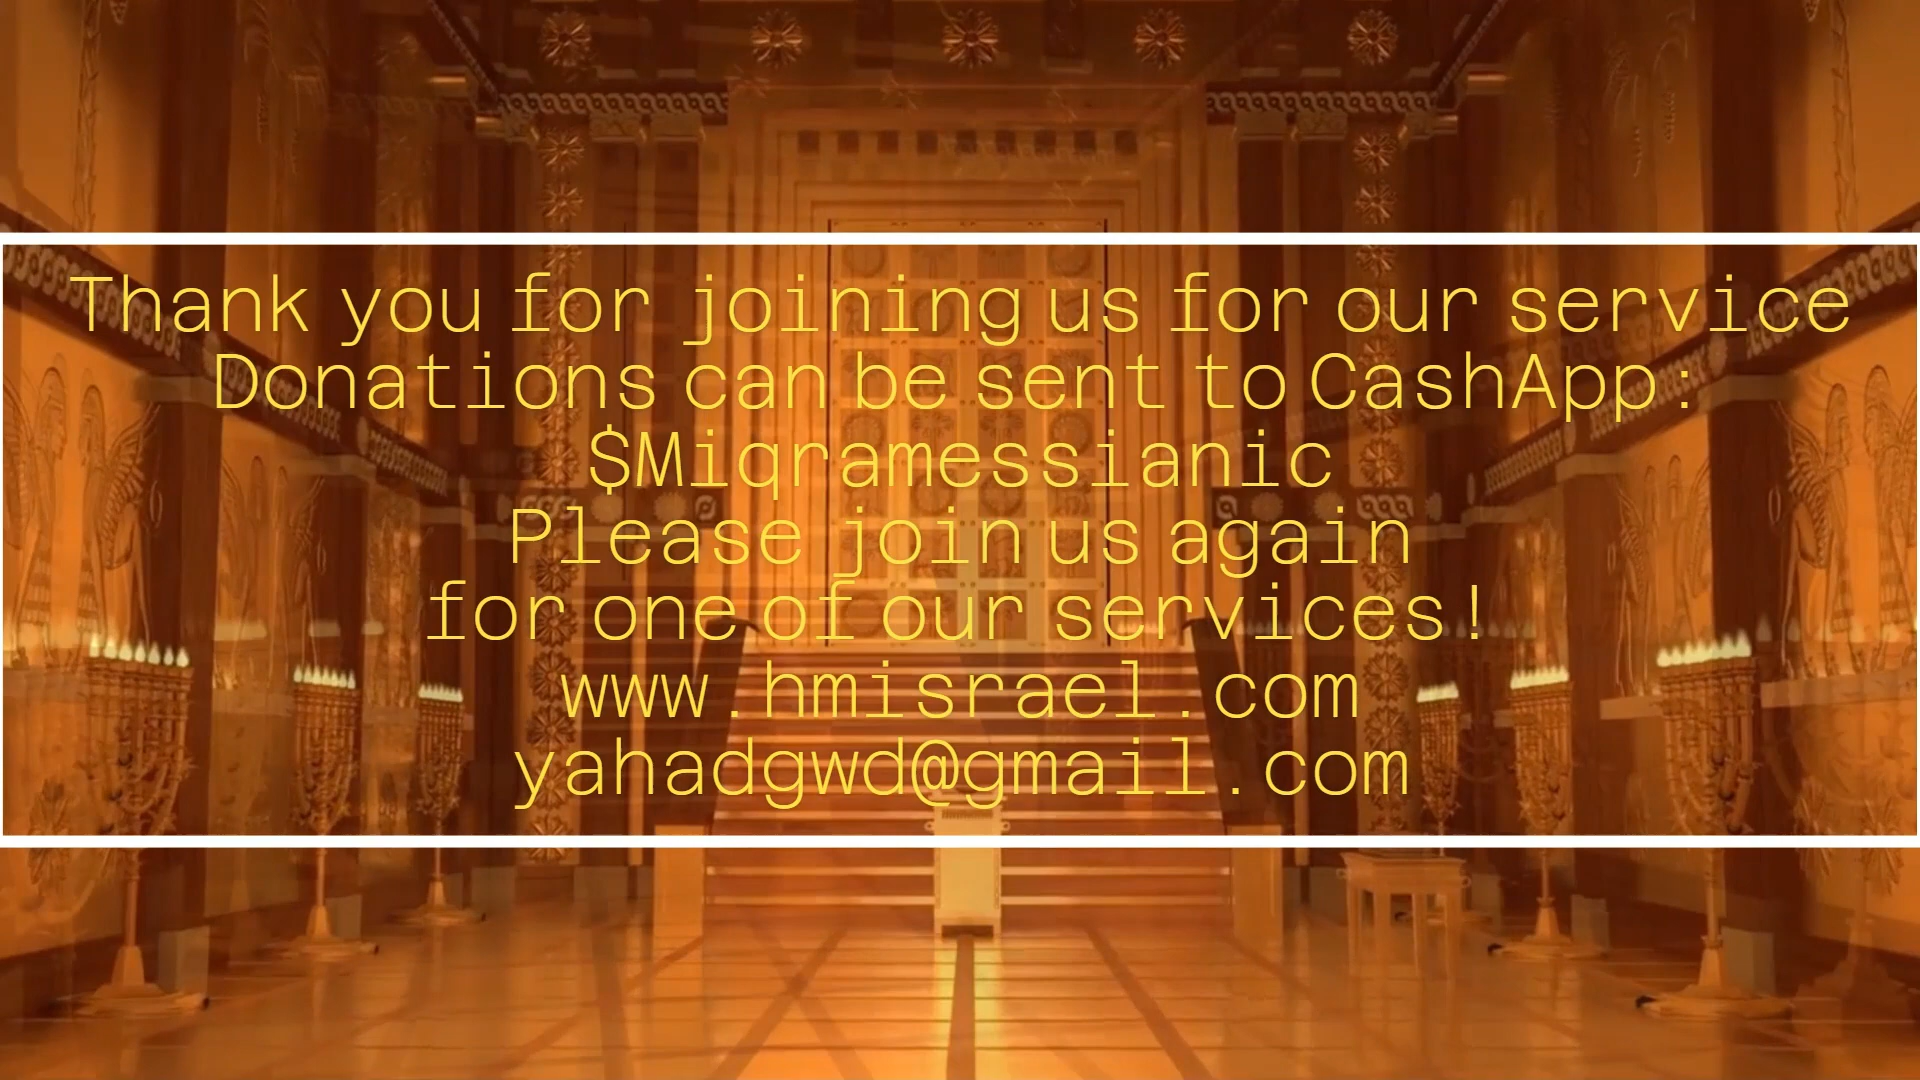 Thank you for joining us for our service
Donations can be sent to CashApp:
$Miqramessianic
Please join us again
for one of our services!
www.hmisrael.com
yahadgwd@gmail.com